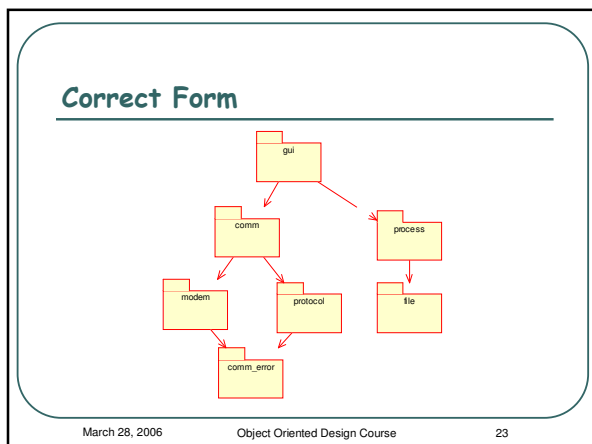 Correct Form
gui
comm
process
modem
protocol
file
comm_error
March 28, 2006 Object Oriented Design Course 23